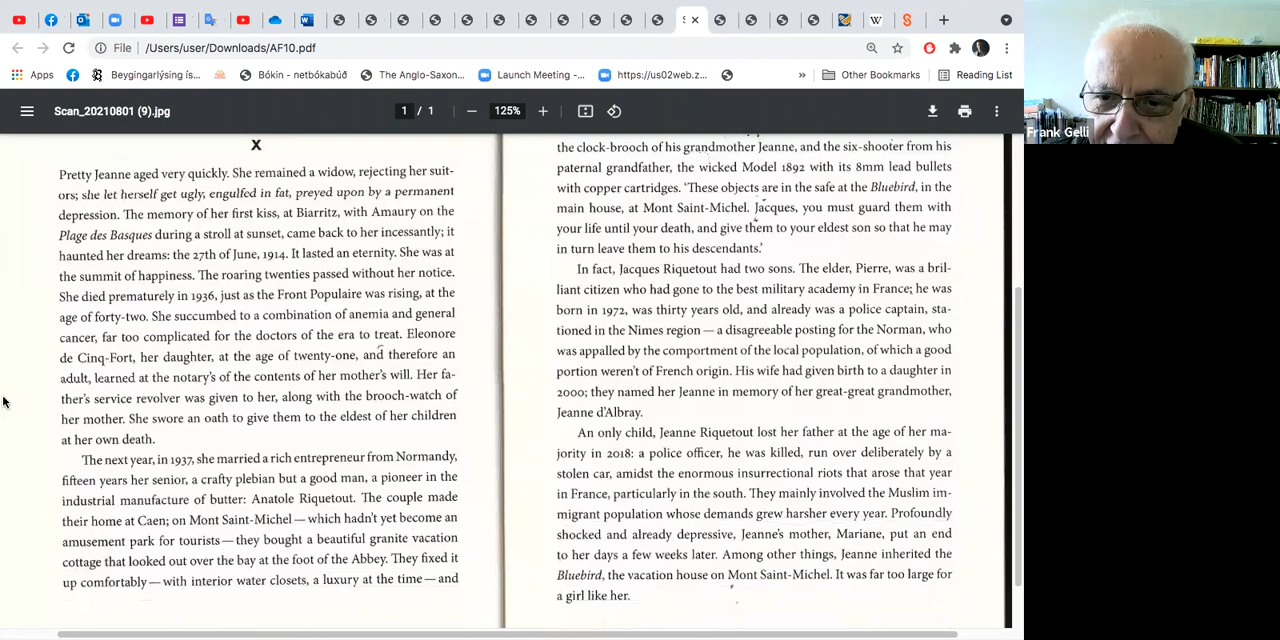 File
/Users/user/Downloads/AF10.pdf
Apps
Beygingarlýsing ís...
Bókin - netbókabúð
The Anglo-Saxon...
Launch Meeting -...
https://us02web.z...
»
Other Bookmarks
Reading List
Scan_20210801 (9).jpg
1 / 1
125%
Frank Gelli
X
Pretty Jeanne aged very quickly. She remained a widow, rejecting her suit-
ors; she let herself get ugly, engulfed in fat, preyed upon by a permanent
depression. The memory of her first kiss, at Biarritz, with Amaury on the
Plage des Basques during a stroll at sunset, came back to her incessantly; it
haunted her dreams: the 27th of June, 1914. It lasted an eternity. She was at
the summit of happiness. The roaring twenties passed without her notice.
She died prematurely in 1936, just as the Front Populaire was rising, at the
age of forty-two. She succumbed to a combination of anemia and general
cancer, far too complicated for the doctors of the era to treat. Eleonore
de Cinq-Fort, her daughter, at the age of twenty-one, and therefore an
adult, learned at the notary's of the contents of her mother's will. Her fa-
ther's service revolver was given to her, along with the brooch-watch of
her mother. She swore an oath to give them to the eldest of her children
at her own death.
The next year, in 1937, she married a rich entrepreneur from Normandy,
fifteen years her senior, a crafty plebian but a good man, a pioneer in the
industrial manufacture of butter: Anatole Riquetout. The couple made
their home at Caen; on Mont Saint-Michel — which hadn't yet become an
amusement park for tourists — they bought a beautiful granite vacation
cottage that looked out over the bay at the foot of the Abbey. They fixed it
up comfortably — with interior water closets, a luxury at the time — and
the clock-brooch of his grandmother Jeanne, and the six-shooter from his
paternal grandfather, the wicked Model 1892 with its 8mm lead bullets
with copper cartridges. 'These objects are in the safe at the Bluebird, in the
main house, at Mont Saint-Michel. Jacques, you must guard them with
your life until your death, and give them to your eldest son so that he may
in turn leave them to his descendants.'
In fact, Jacques Riquetout had two sons. The elder, Pierre, was a bril-
liant citizen who had gone to the best military academy in France; he was
born in 1972, was thirty years old, and already was a police captain, sta-
tioned in the Nimes region — a disagreeable posting for the Norman, who
was appalled by the comportment of the local population, of which a good
portion weren't of French origin. His wife had given birth to a daughter in
2000; they named her Jeanne in memory of her great-great grandmother,
Jeanne d'Albray.
An only child, Jeanne Riquetout lost her father at the age of her ma-
jority in 2018: a police officer, he was killed, run over deliberately by a
stolen car, amidst the enormous insurrectional riots that arose that year
in France, particularly in the south. They mainly involved the Muslim im-
migrant population whose demands grew harsher every year. Profoundly
shocked and already depressive, Jeanne's mother, Mariane, put an end
to her days a few weeks later. Among other things, Jeanne inherited the
Bluebird, the vacation house on Mont Saint-Michel. It was far too large for
a girl like her.